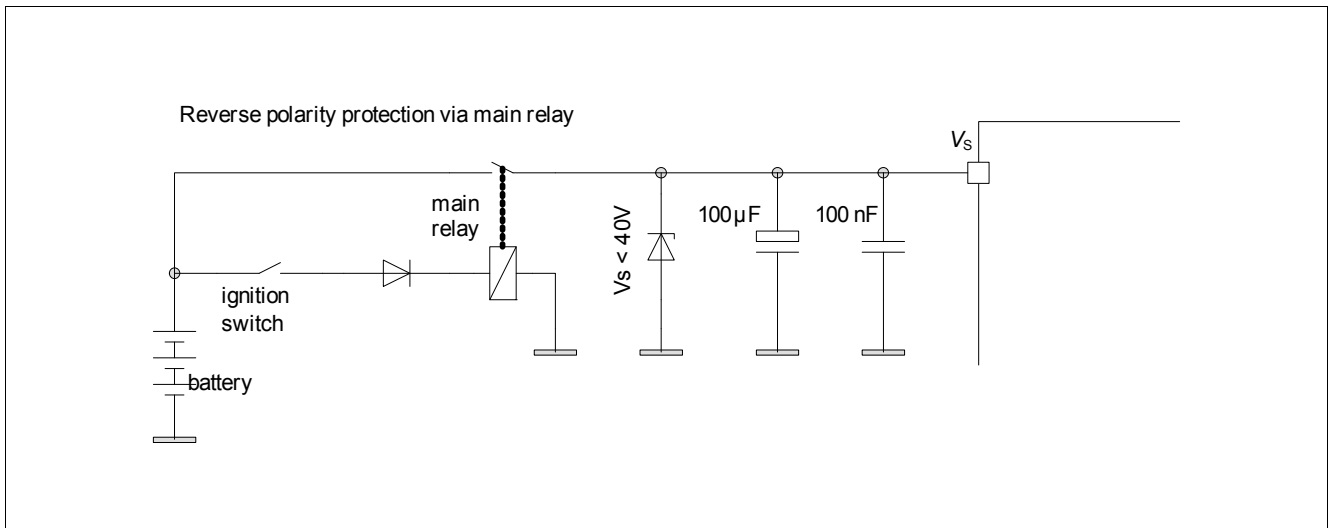 Reverse polarity protection via main relay
VS
main
relay
Vs < 40V
100µF
100 nF
ignition
switch
battery